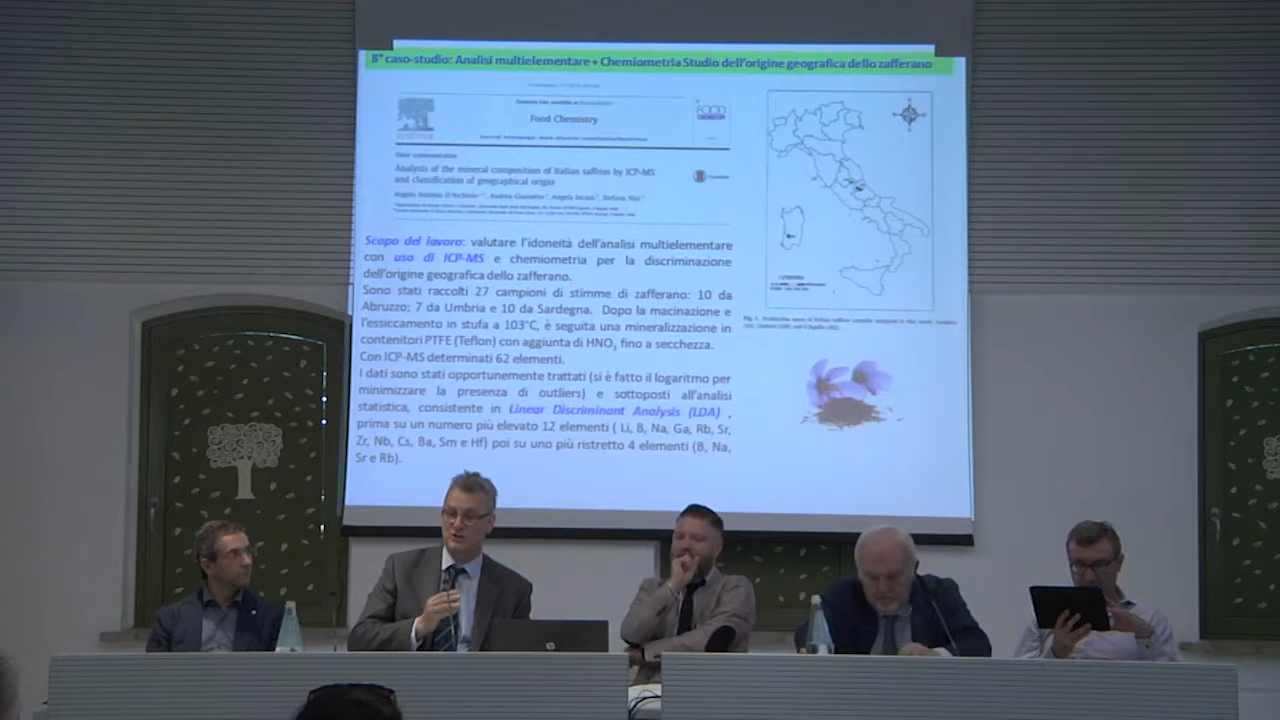 8° caso-studio: Analisi multielementare + Chemiometria Studio dell'origine geografica dello zafferano
Food Chemistry
FOOD
CHEMISTRY
Short communication
Analysis of the mineral composition of Italian saffron by ICP-MS
and classification of geographical origin
Scopo del lavoro: valutare l'idoneità dell'analisi multielementare
con uso di ICP-MS e chemiometria per la discriminazione
dell'origine geografica dello zafferano.
Sono stati raccolti 27 campioni di stimme di zafferano: 10 da
Abruzzo; 7 da Umbria e 10 da Sardegna. Dopo la macinazione e
l'essiccamento in stufa a 103°C, è seguita una mineralizzazione in
contenitori PTFE (Teflon) con aggiunta di HNO3 fino a secchezza.
Con ICP-MS determinati 62 elementi.
I dati sono stati opportunemente trattati (si è fatto il logaritmo per
minimizzare la presenza di outliers) e sottoposti all'analisi
statistica, consistente in Linear Discriminant Analysis (LDA) ,
prima su un numero più elevato 12 elementi ( Li, B, Na, Ga, Rb, Sr,
Zr, Nb, Cs, Ba, Sm e Hf) poi su uno più ristretto 4 elementi (B, Na,
Sr e Rb).